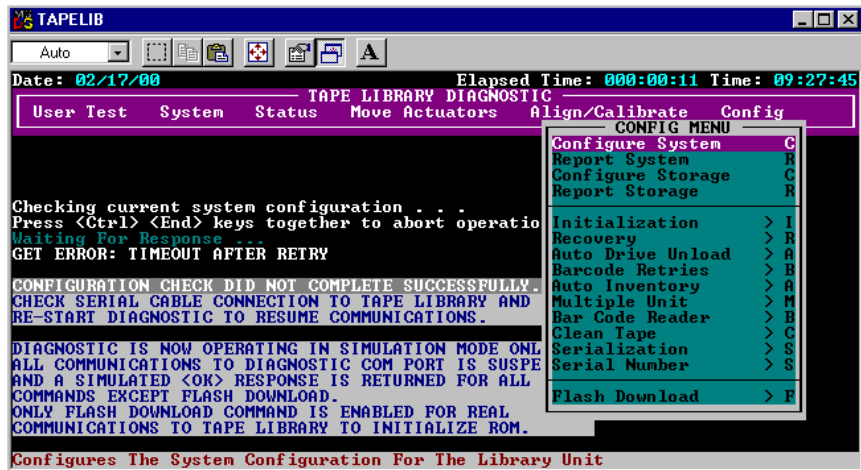 TAPELIB
Auto
A
Date: 02/17/00 Elapsed Time: 000:00:11 Time: 09:27:45
TAPE LIBRARY DIAGNOSTIC
User Test System Status Move Actuators Align/Calibrate Config
CONFIG MENU
Configure System C
Report System R
Configure Storage C
Report Storage R
Initialization > I
Recovery > R
Auto Drive Unload > A
Barcode Retries > B
Auto Inventory > A
Multiple Unit > M
Bar Code Reader > B
Clean Tape > C
Serialization > S
Serial Number > S
Flash Download > F
Checking current system configuration . . .
Press <Ctrl> <End> keys together to abort operatio
Waiting For Response ...
GET ERROR: TIMEOUT AFTER RETRY
CONFIGURATION CHECK DID NOT COMPLETE SUCCESSFULLY.
CHECK SERIAL CABLE CONNECTION TO TAPE LIBRARY AND
RE-START DIAGNOSTIC TO RESUME COMMUNICATIONS.
DIAGNOSTIC IS NOW OPERATING IN SIMULATION MODE ONL
ALL COMMUNICATIONS TO DIAGNOSTIC COM PORT IS SUSPE
AND A SIMULATED <OK> RESPONSE IS RETURNED FOR ALL
COMMANDS EXCEPT FLASH DOWNLOAD.
ONLY FLASH DOWNLOAD COMMAND IS ENABLED FOR REAL
COMMUNICATIONS TO TAPE LIBRARY TO INITIALIZE ROM.
Configures The System Configuration For The Library Unit